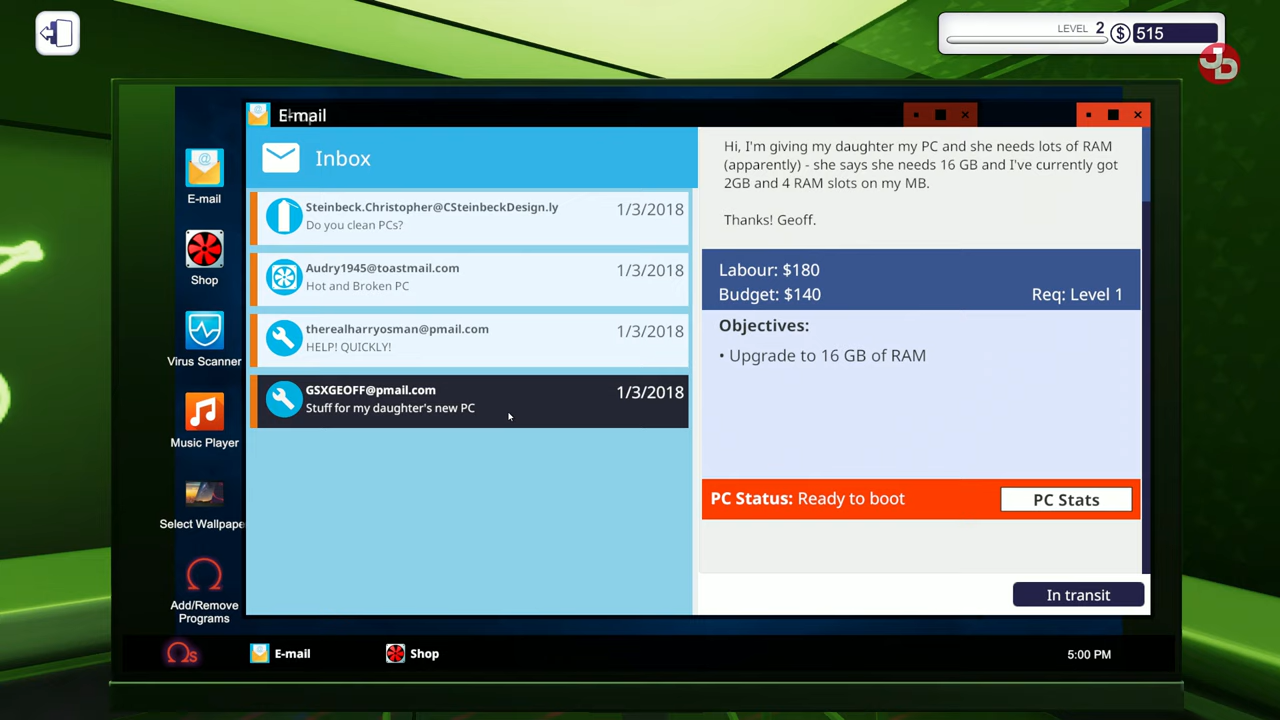 LEVEL 2
$ 515
JD
E-mail
Inbox
Steinbeck.Christopher@CSteinbeckDesign.ly
1/3/2018
Do you clean PCs?
Audry1945@toastmail.com
1/3/2018
Hot and Broken PC
therealharryosman@pmail.com
1/3/2018
HELP! QUICKLY!
GSXGEOFF@pmail.com
1/3/2018
Stuff for my daughter's new PC
Hi, I'm giving my daughter my PC and she needs lots of RAM
(apparently) - she says she needs 16 GB and I've currently got
2GB and 4 RAM slots on my MB.
Thanks! Geoff.
Labour: $180
Budget: $140
Req: Level 1
Objectives:
• Upgrade to 16 GB of RAM
PC Status: Ready to boot
PC Stats
In transit
E-mail
Shop
Virus Scanner
Music Player
Select Wallpape
Add/Remove
Programs
Ωs
E-mail
Shop
5:00 PM